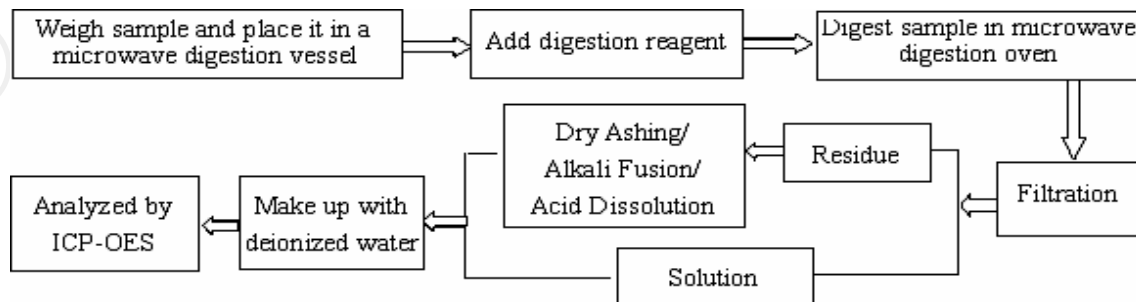 Weigh sample and place it in a
microwave digestion vessel
Add digestion reagent
Digest sample in microwave
digestion oven
Filtration
Residue
Dry Ashing/
Alkali Fusion/
Acid Dissolution
Solution
Make up with
deionized water
Analyzed by
ICP-OES